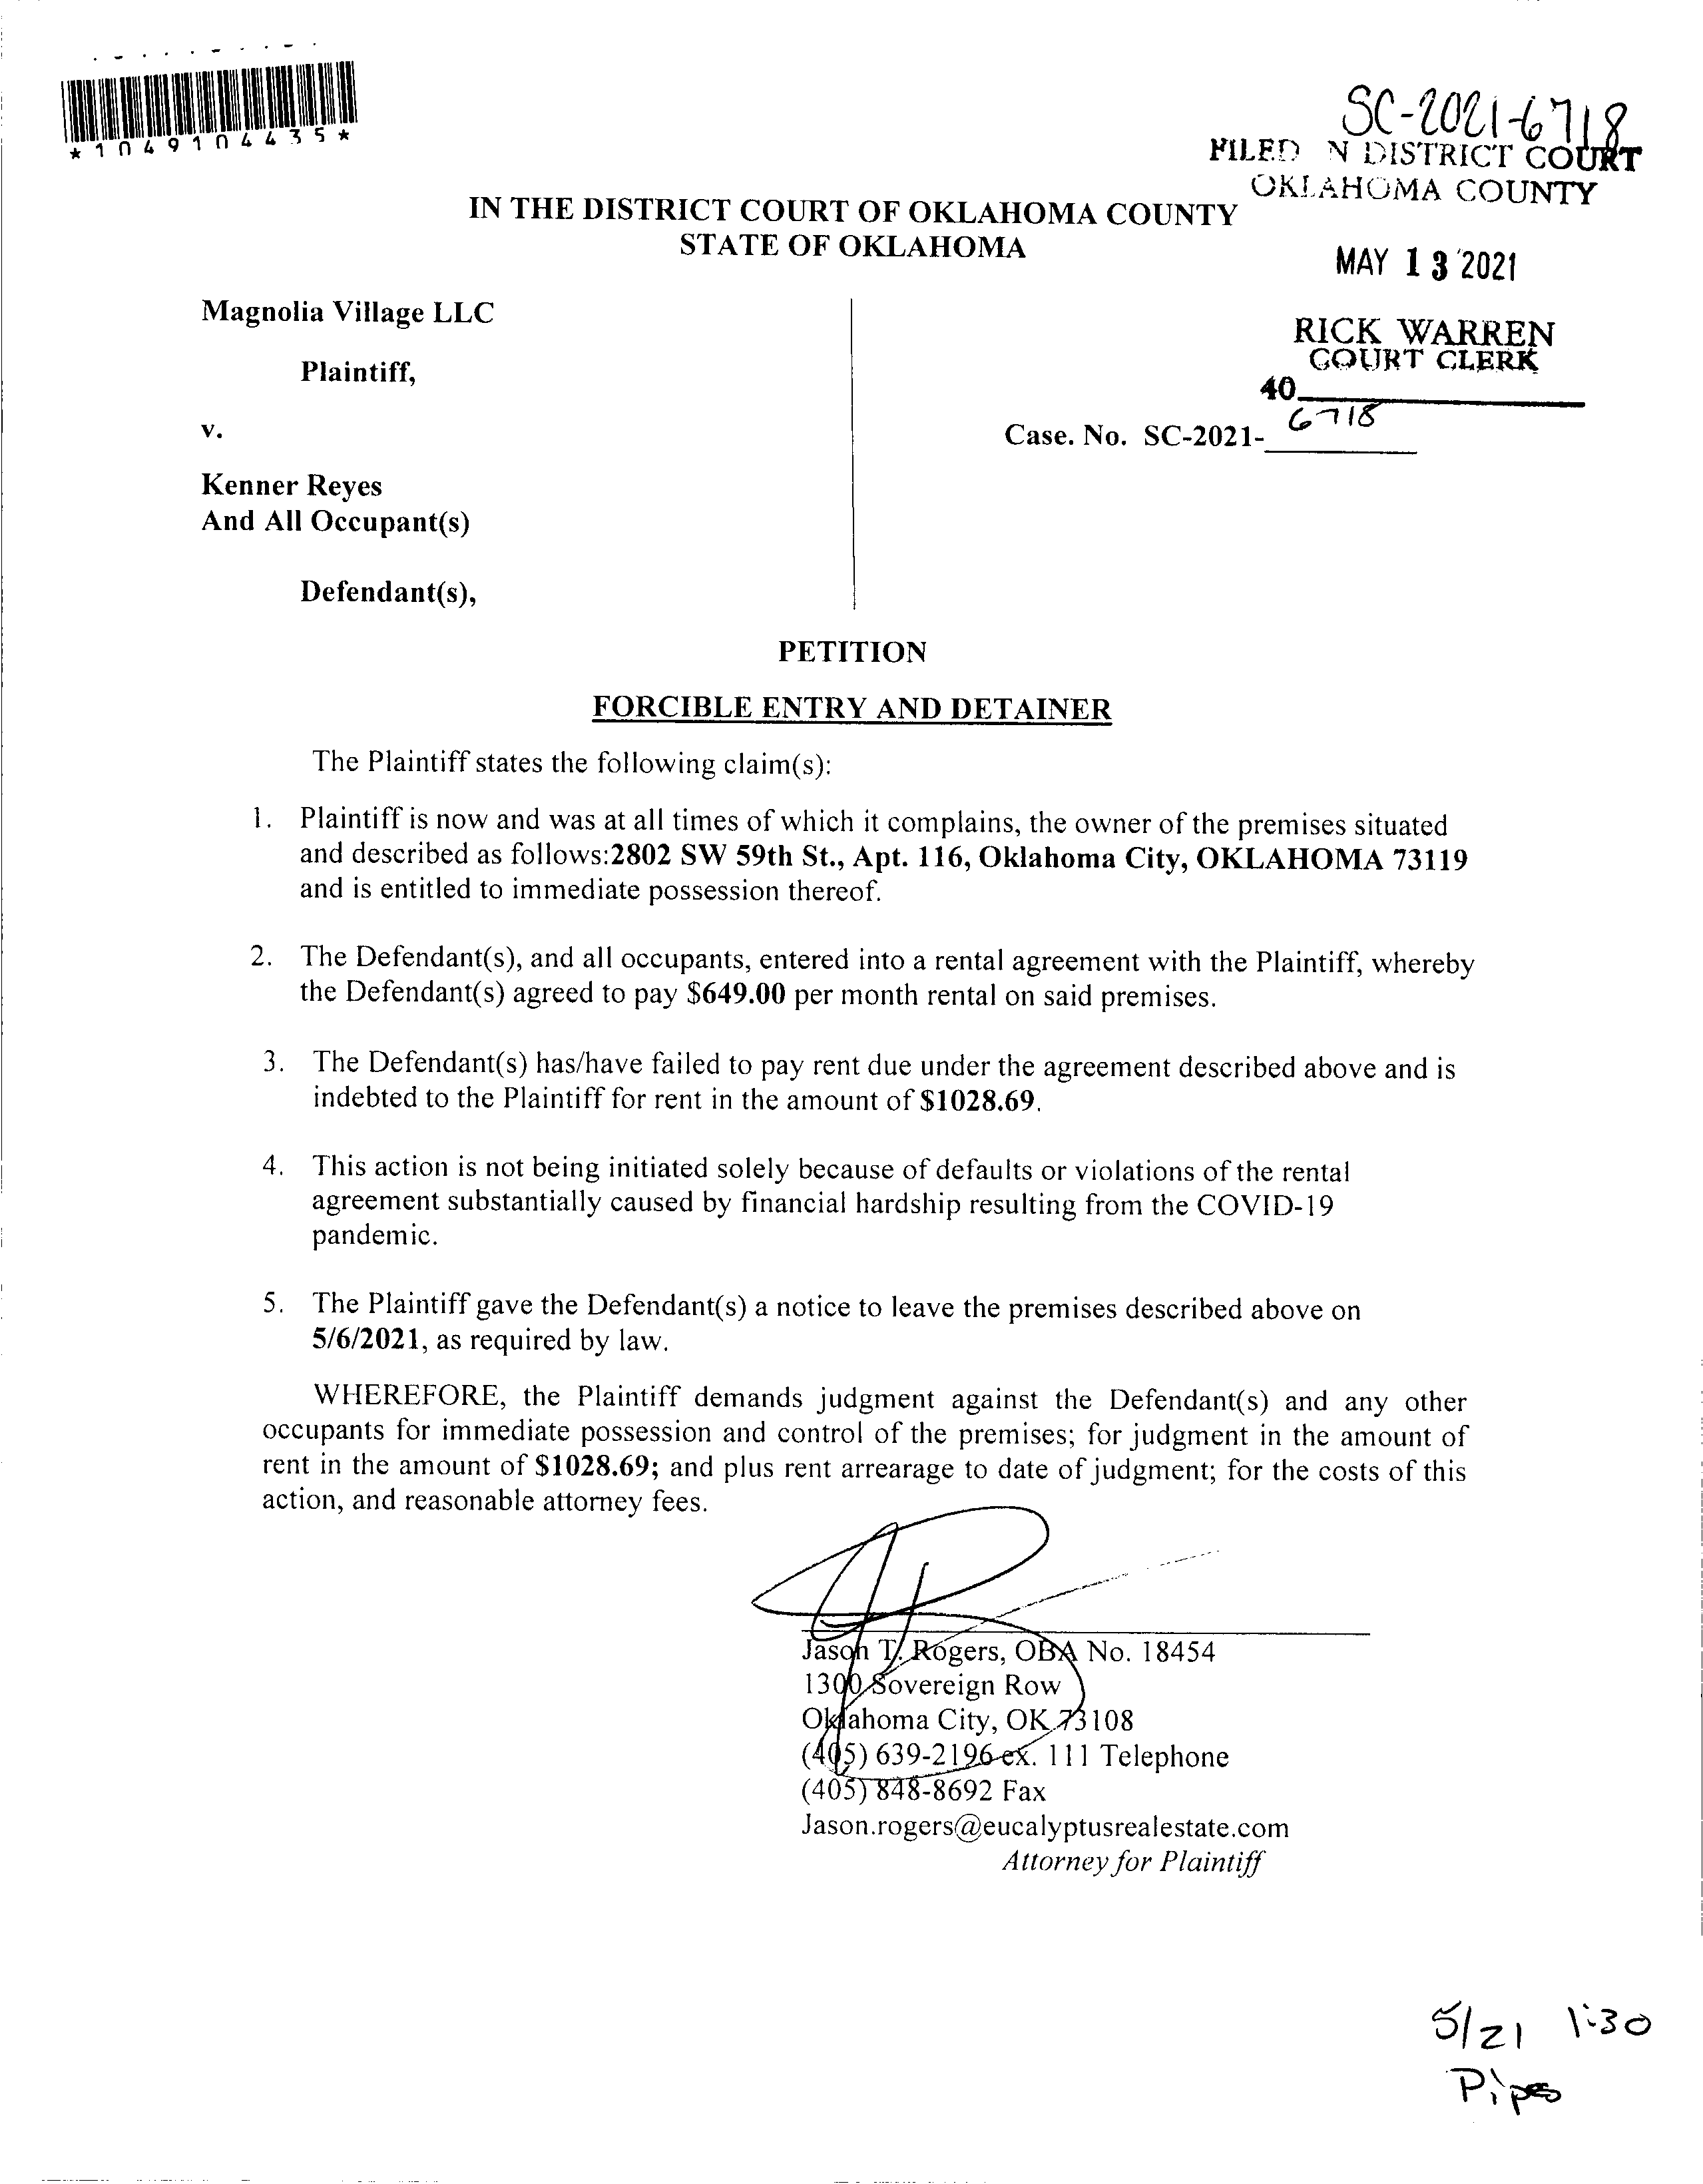 *1049104435*
SC-2021-6718
FILED N DISTRICT COURT
OKLAHOMA COUNTY
IN THE DISTRICT COURT OF OKLAHOMA COUNTY
STATE OF OKLAHOMA
MAY 13 2021
Magnolia Village LLC
RICK WARREN
COURT CLERK
Plaintiff,
40
v.
Case. No. SC-2021- 6718
Kenner Reyes
And All Occupant(s)
Defendant(s),
PETITION
FORCIBLE ENTRY AND DETAINER
The Plaintiff states the following claim(s):
1. Plaintiff is now and was at all times of which it complains, the owner of the premises situated
and described as follows:2802 SW 59th St., Apt. 116, Oklahoma City, OKLAHOMA 73119
and is entitled to immediate possession thereof.
2. The Defendant(s), and all occupants, entered into a rental agreement with the Plaintiff, whereby
the Defendant(s) agreed to pay $649.00 per month rental on said premises.
3. The Defendant(s) has/have failed to pay rent due under the agreement described above and is
indebted to the Plaintiff for rent in the amount of $1028.69.
4. This action is not being initiated solely because of defaults or violations of the rental
agreement substantially caused by financial hardship resulting from the COVID-19
pandemic.
5. The Plaintiff gave the Defendant(s) a notice to leave the premises described above on
5/6/2021, as required by law.
WHEREFORE, the Plaintiff demands judgment against the Defendant(s) and any other
occupants for immediate possession and control of the premises; for judgment in the amount of
rent in the amount of $1028.69; and plus rent arrearage to date of judgment; for the costs of this
action, and reasonable attorney fees.
Jason T. Rogers, OBA No. 18454
1300 Sovereign Row
Oklahoma City, OK 73108
(405) 639-2196 ex. 111 Telephone
(405) 848-8692 Fax
Jason.rogers@eucalyptusrealestate.com
Attorney for Plaintiff
5/21 1:30